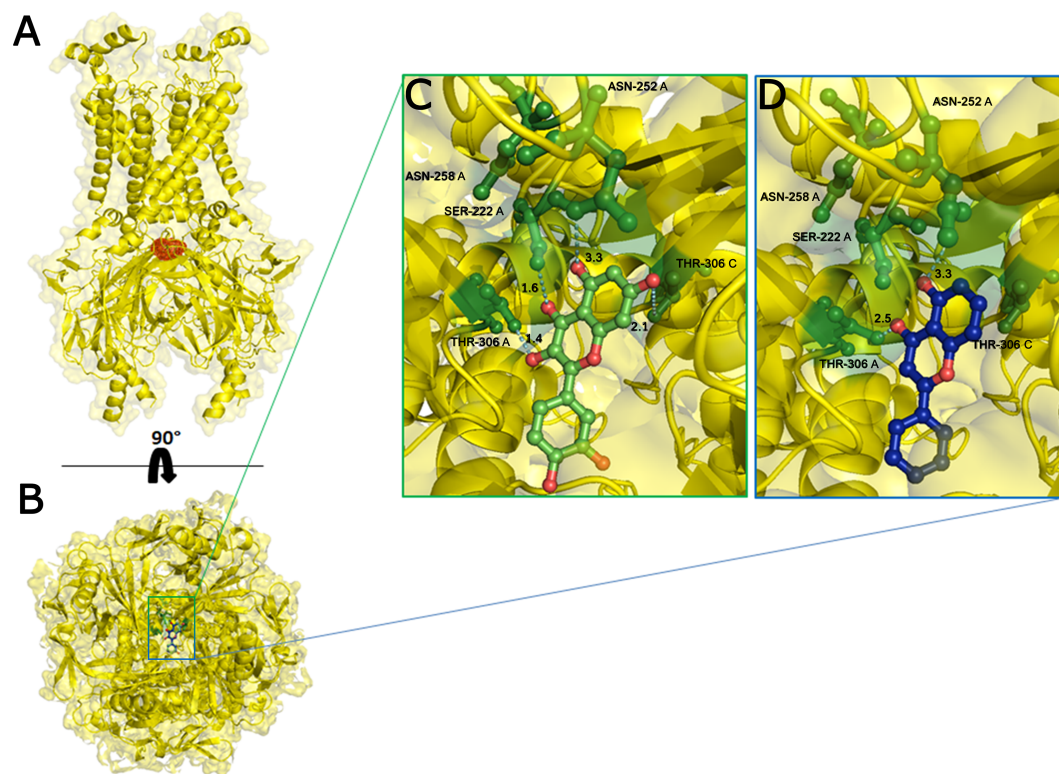 A
90°
B
C
ASN-252 A
ASN-258 A
SER-222 A
3.3
THR-306 C
1.6
2.1
THR-306 A
1.4
D
ASN-252 A
ASN-258 A
SER-222 A
3.3
2.5
THR-306 C
THR-306 A